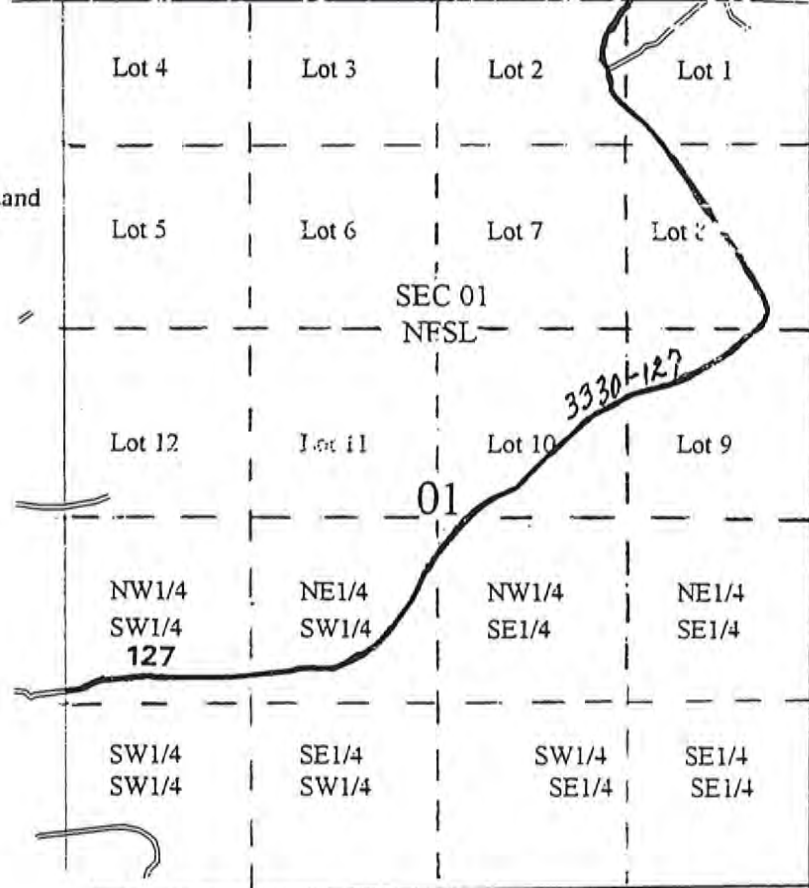 Lot 4
Lot 3
Lot 2
Lot 1
and
Lot 5
Lot 6
Lot 7
Lot
SEC 01
NFSL
3330-127
Lot 12
Lot 11
Lot 10
Lot 9
01
NW1/4
SW1/4
NE1/4
SW1/4
NW1/4
SE1/4
NE1/4
SE1/4
127
SW1/4
SW1/4
SE1/4
SW1/4
SW1/4
SE1/4
SE1/4
SE1/4